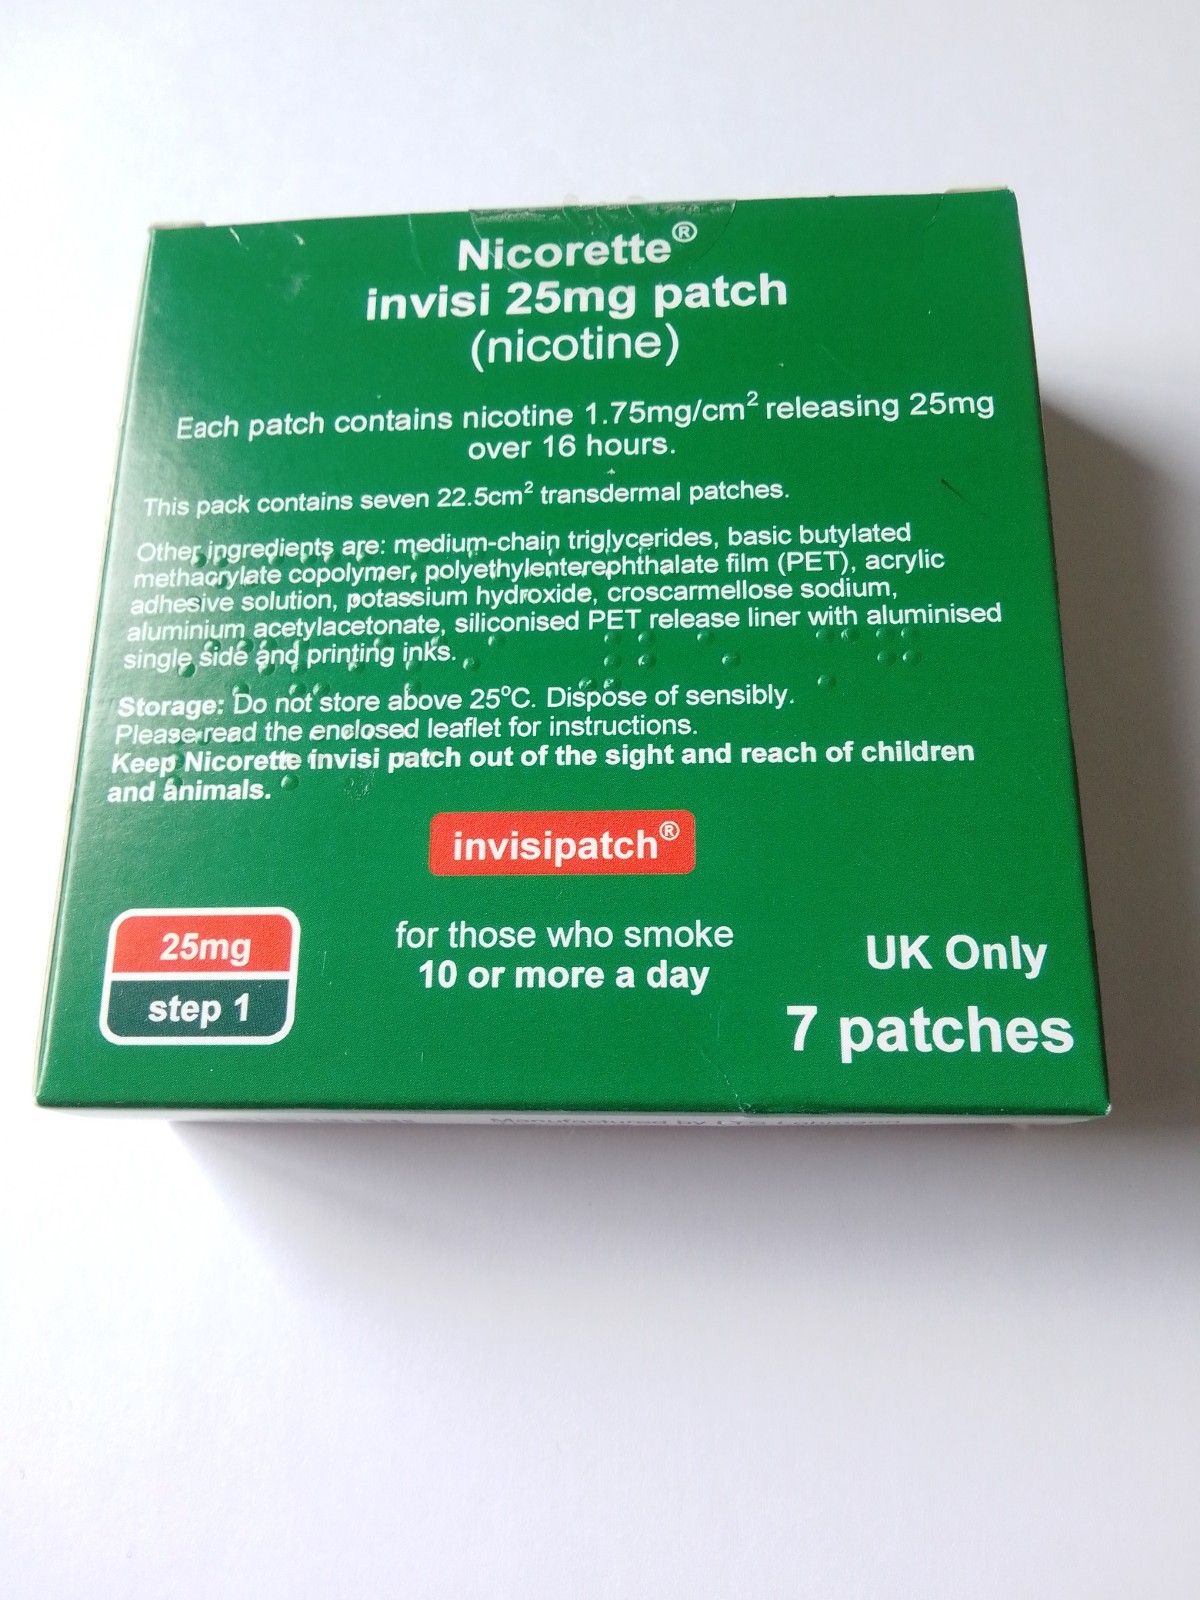 Nicorette®
invisi 25mg patch
(nicotine)
Each patch contains nicotine 1.75mg/cm² releasing 25mg
over 16 hours.
This pack contains seven 22.5cm² transdermal patches.
Other ingredients are: medium-chain triglycerides, basic butylated
methacrylate copolymer, polyethylenterephthalate film (PET), acrylic
adhesive solution, potassium hydroxide, croscarmellose sodium,
aluminium acetylacetonate, siliconised PET release liner with aluminised
single side and printing inks.
Storage: Do not store above 25ºC. Dispose of sensibly.
Please read the enclosed leaflet for instructions.
Keep Nicorette invisi patch out of the sight and reach of children
and animals.
invisipatch®
25mg
step 1
for those who smoke
10 or more a day
UK Only
7 patches
Manufactured by LTS Lohmann